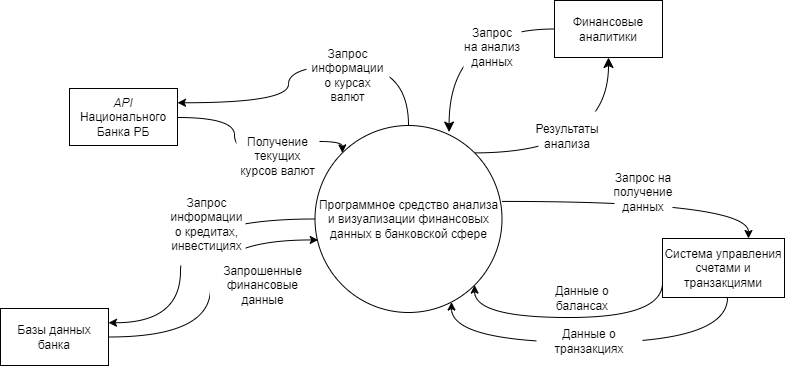 Финансовые
аналитики
Запрос
на анализ
данных
Запрос
информации
о курсах
валют
API
Национального
Банка РБ
Результаты
анализа
Получение
текущих
курсов валют
Запрос на
получение
данных
Программное средство анализа
и визуализации финансовых
данных в банковской сфере
Запрос
информации
о кредитах,
инвестициях
Система управления
счетами и
транзакциями
Запрошенные
финансовые
данные
Данные о
балансах
Базы данных
банка
Данные о
транзакциях